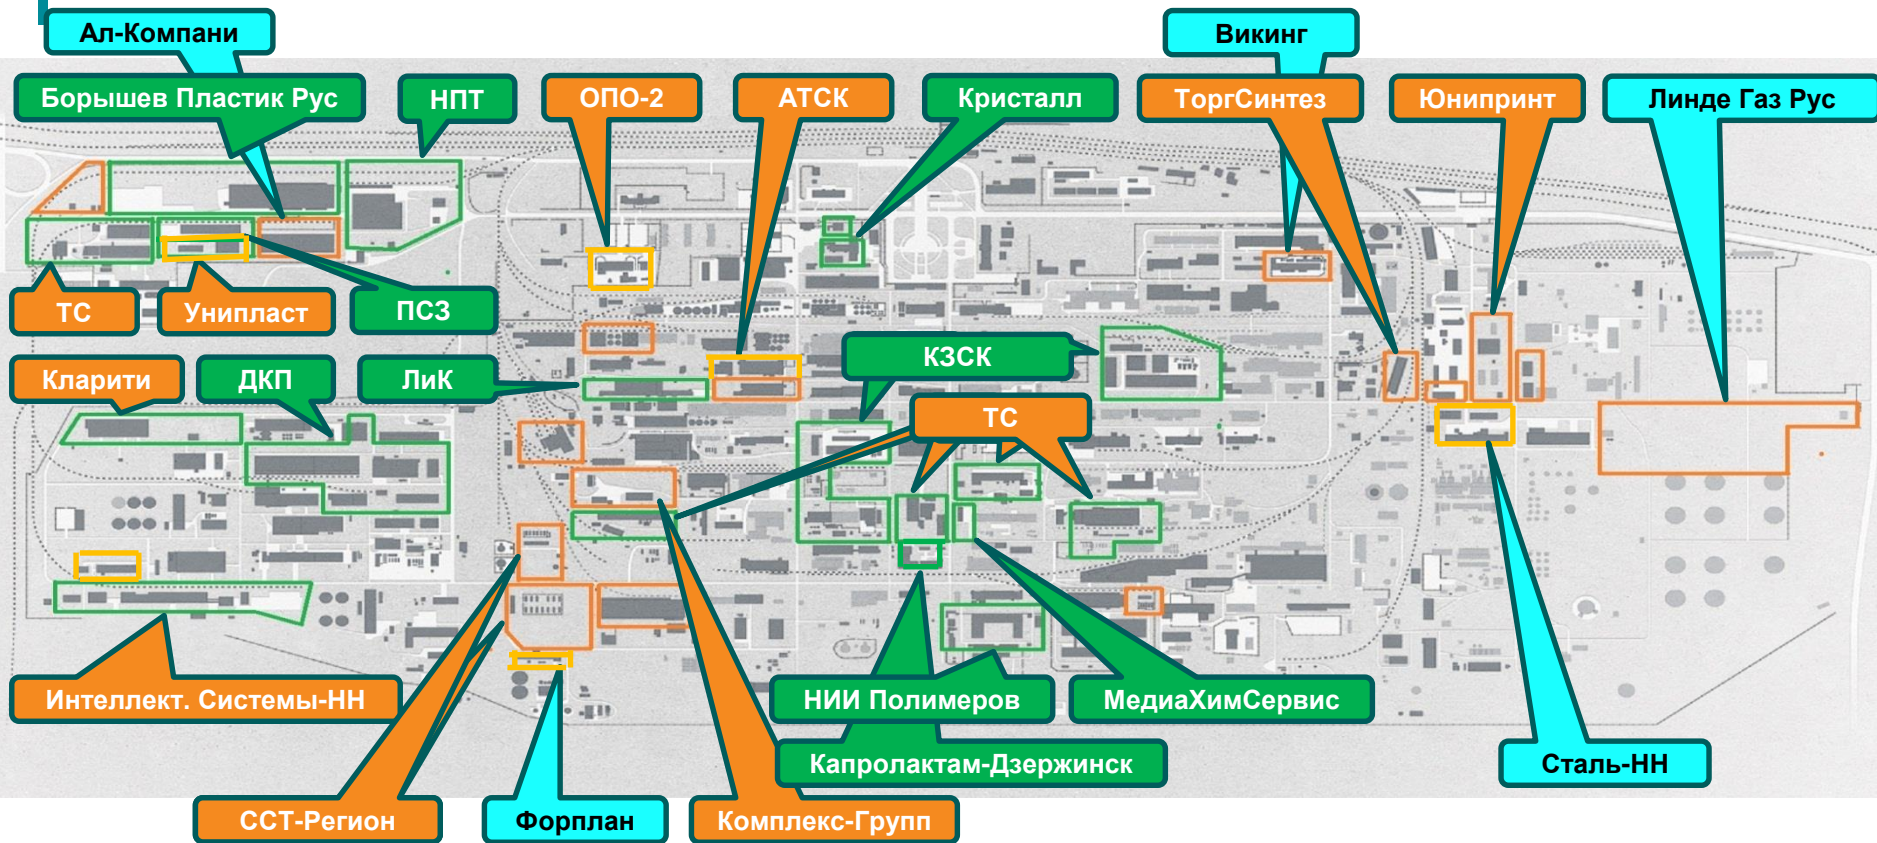 Ал-Компани
Викинг
Борышев Пластик Рус
НПТ
ОПО-2
АТСК
Кристалл
ТоргСинтез
Юнипринт
Линде Газ Рус
ТС
Унипласт
ПСЗ
КЗСК
Кларити
ДКП
ЛиК
ТС
Интеллект. Системы-НН
НИИ Полимеров
МедиаХимСервис
Капролактам-Дзержинск
Сталь-НН
ССТ-Регион
Форплан
Комплекс-Групп